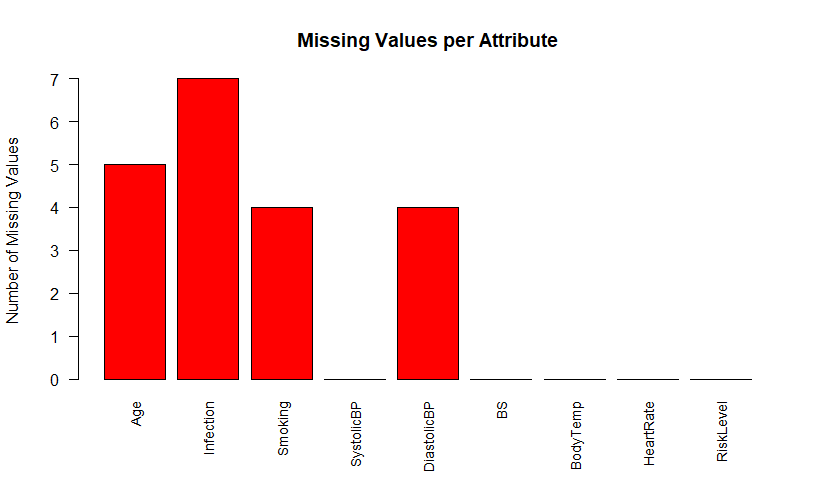 Missing Values per Attribute
Number of Missing Values
7
6
5
4
3
2
1
0
Age
Infection
Smoking
SystolicBP
DiastolicBP
BS
BodyTemp
HeartRate
RiskLevel